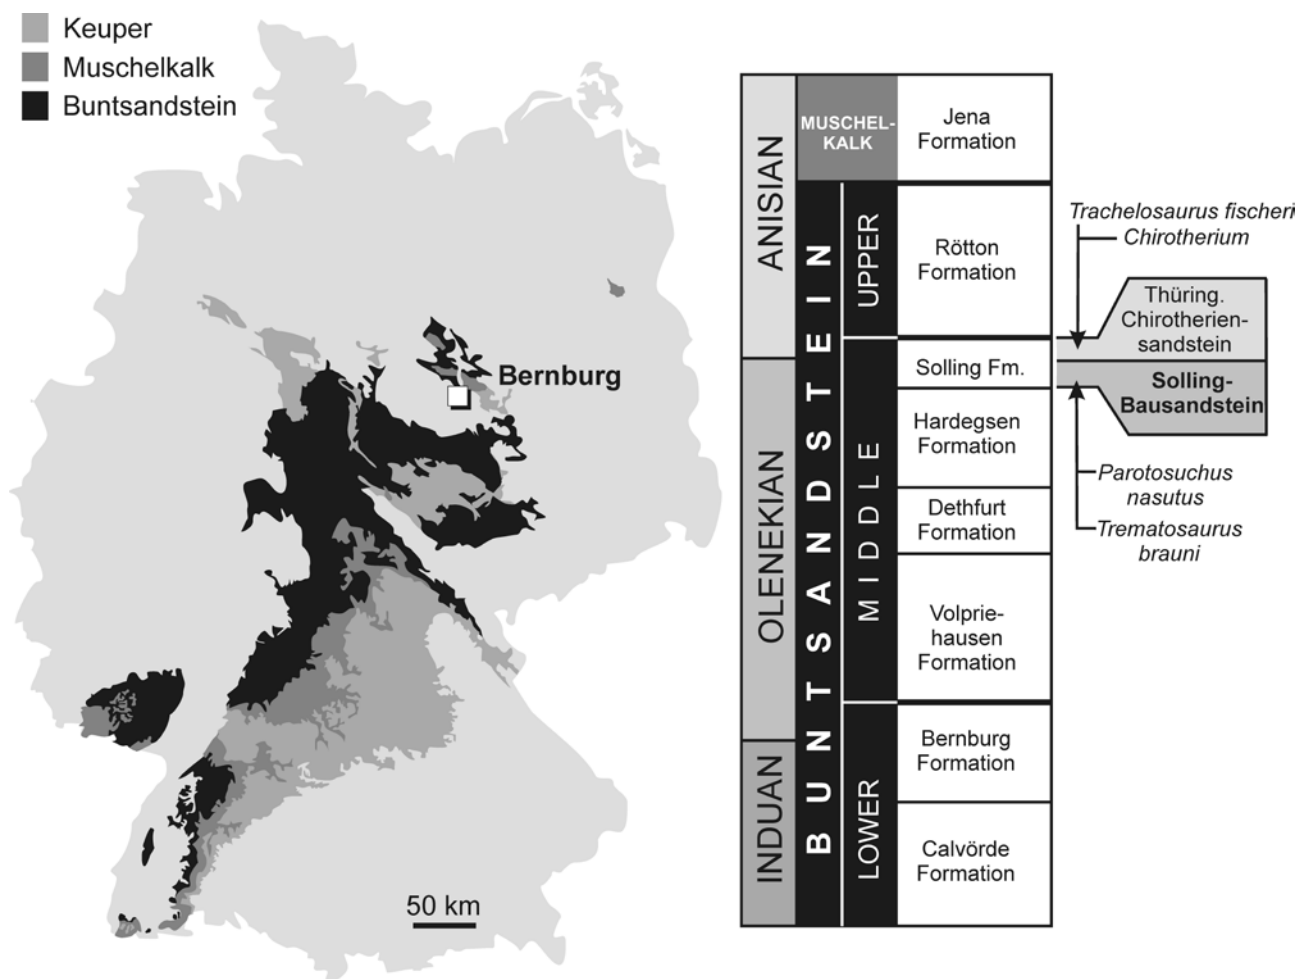 Keuper
Muschelkalk
Buntsandstein
Bernburg
50 km
ANISIAN
OLENEKIAN
INDUAN
MUSCHEL-
KALK
BUNTSANDSTEIN
UPPER
MIDDLE
LOWER
Jena
Formation
Rötton
Formation
Solling Fm.
Hardegsen
Formation
Dethfurt
Formation
Volprie-
hausen
Formation
Bernburg
Formation
Calvörde
Formation
Trachelosaurus fischeri
Chirotherium
Thüring.
Chirotherien-
sandstein
Solling-
Bausandstein
Parotosuchus
nasutus
Trematosaurus
brauni